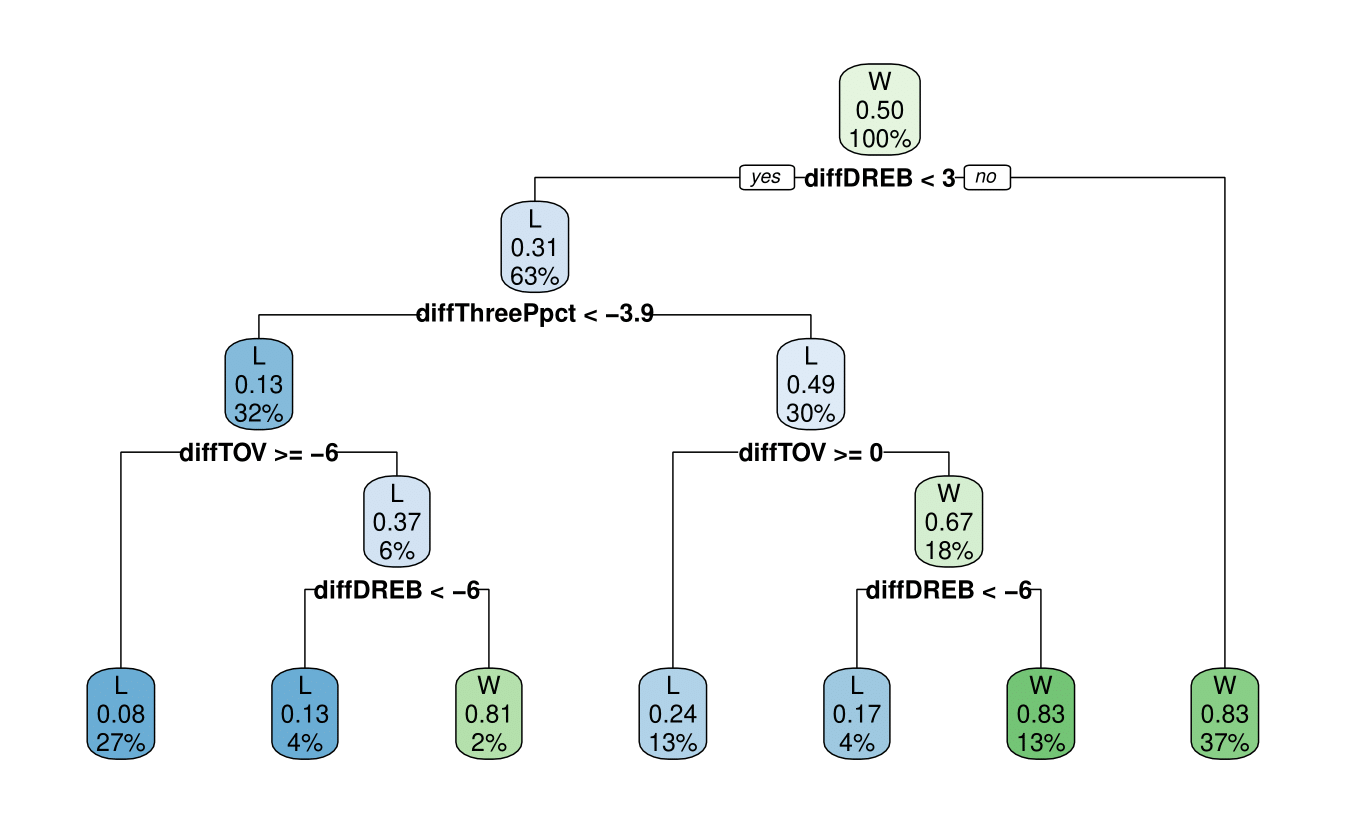 W
0.50
100%
yes
diffDREB < 3
no
L
0.31
63%
diffThreePpct < −3.9
L
0.13
32%
L
0.49
30%
diffTOV >= −6
diffTOV >= 0
L
0.37
6%
W
0.67
18%
diffDREB < −6
diffDREB < −6
L
0.08
27%
L
0.13
4%
W
0.81
2%
L
0.24
13%
L
0.17
4%
W
0.83
13%
W
0.83
37%